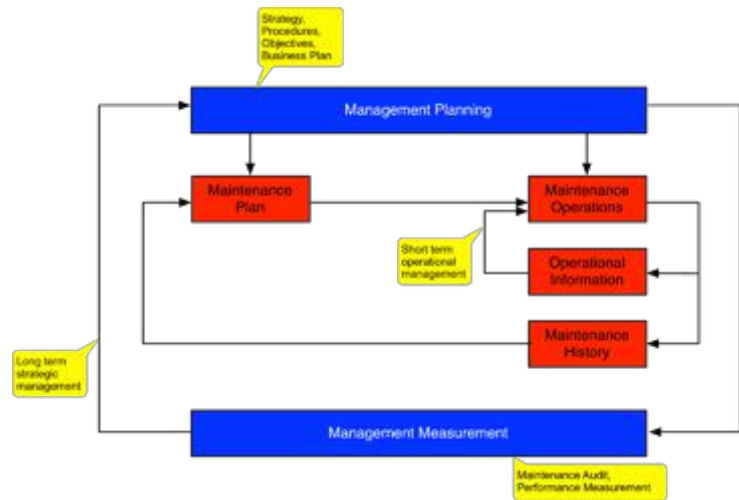 Strategy,
Procedures,
Objectives,
Business Plan
Management Planning
Maintenance
Plan
Maintenance
Operations
Short term
operational
management
Operational
Information
Maintenance
History
Long term
strategic
management
Management Measurement
Maintenance Audit,
Performance Measurement